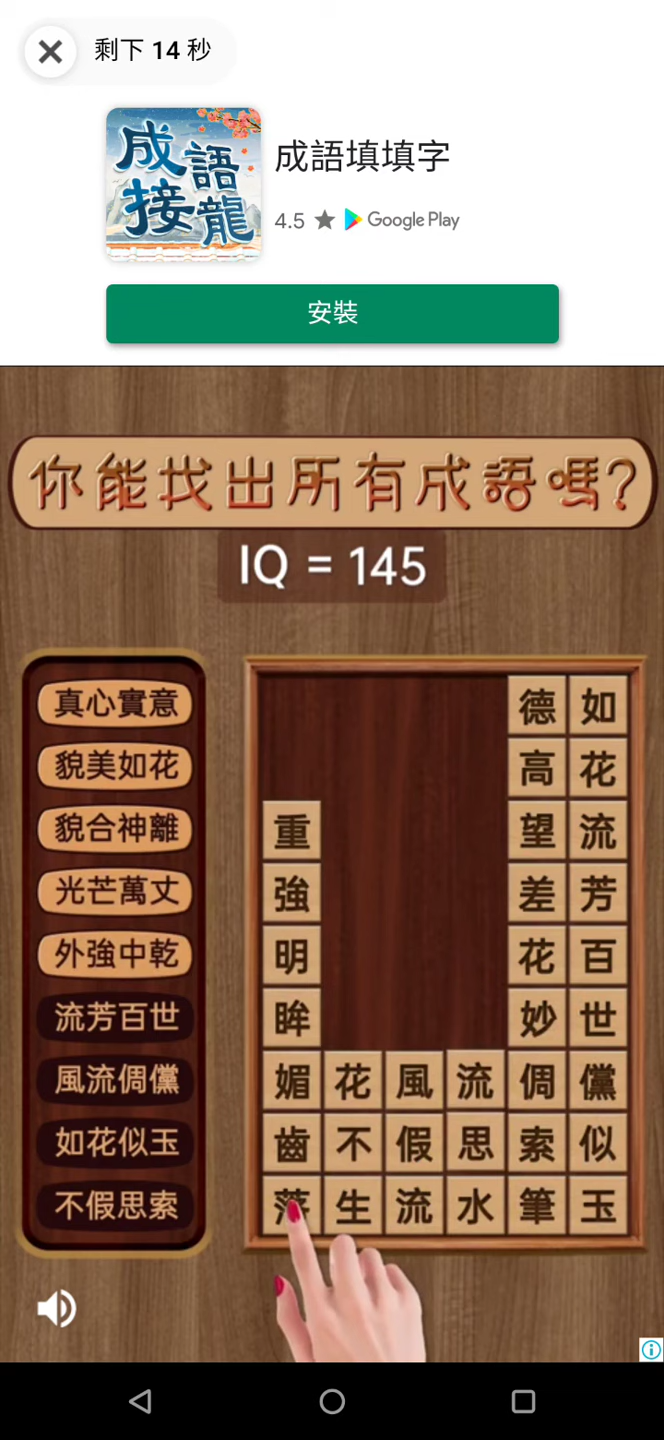 剩下 14 秒
成語接龍
成語填填字
4.5 ★ Google Play
安裝
你能找出所有成語嗎?
IQ = 145
真心實意
貌美如花
貌合神離
光芒萬丈
外強中乾
流芳百世
風流倜儻
如花似玉
不假思索
德如
高花
重望流
強差芳
明花百
眸妙世
媚花風流倜儻
齒不假思索似
落生流水筆玉